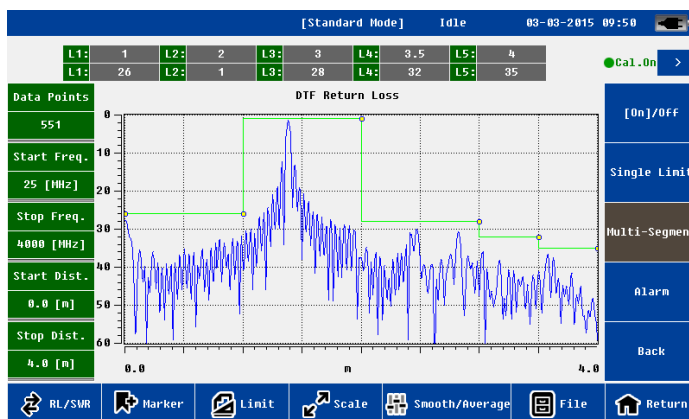 [Standard Mode] Idle 03-03-2015 09:50
L1: 1 L2: 2 L3: 3 L4: 3.5 L5: 4
L1: 26 L2: 1 L3: 28 L4: 32 L5: 35
Cal.On >
Data Points
551
Start Freq.
25 [MHz]
Stop Freq.
4000 [MHz]
Start Dist.
0.0 [m]
Stop Dist.
4.0 [m]
DTF Return Loss
0
10
20
30
40
50
60
0.0 m 4.0
[On]/Off
Single Limit
Multi-Segmen
Alarm
Back
RL/SWR Marker Limit Scale Smooth/Average File Return